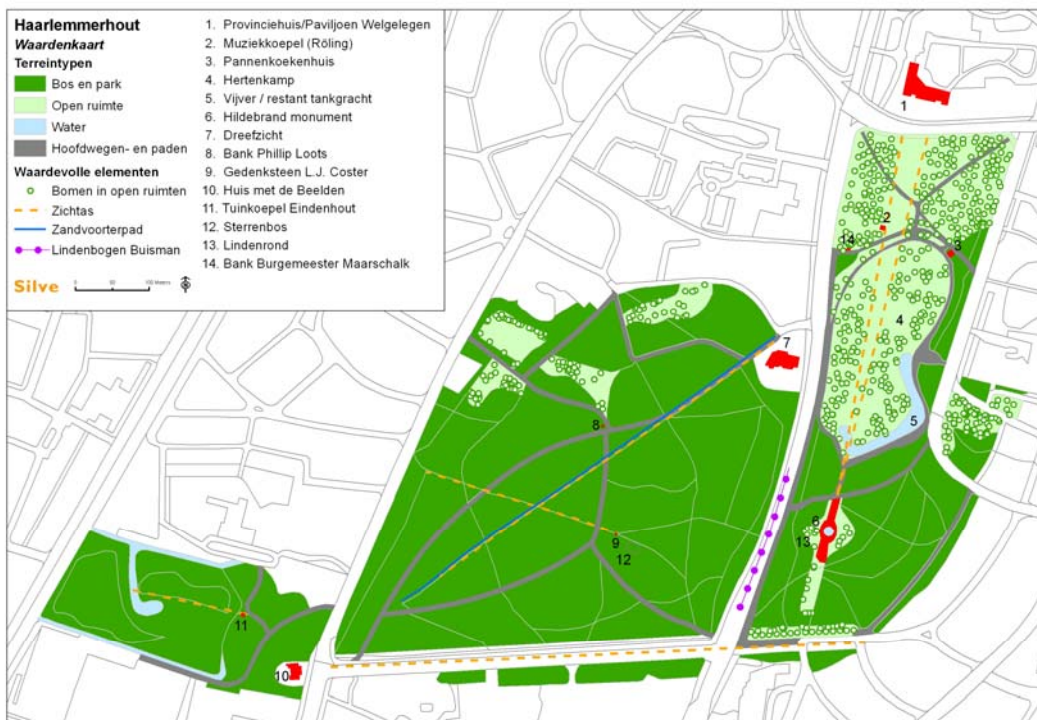 Haarlemmerhout
Waardenkaart
Terreintypen
Bos en park
Open ruimte
Water
Hoofdwegen- en paden
Waardevolle elementen
Bomen in open ruimten
Zichtas
Zandvoorterpad
Lindenbogen Buisman
Silve
1. Provinciehuis/Paviljoen Welgelegen
2. Muziekkoepel (Röling)
3. Pannenkoekenhuis
4. Hertenkamp
5. Vijver / restant tankgracht
6. Hildebrand monument
7. Dreefzicht
8. Bank Phillip Loots
9. Gedenksteen L.J. Coster
10. Huis met de Beelden
11. Tuinkoepel Eindenhout
12. Sterrenbos
13. Lindenrond
14. Bank Burgemeester Maarschalk
1
2
14
3
4
7
5
8
6
13
9
12
11
10